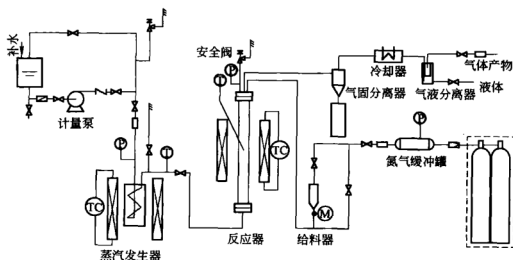 补水
计量泵
P
TC
T
蒸汽发生器
安全阀
P
T
TC
反应器
冷却器
气固分离器
气液分离器
气体产物
液体
P
氮气缓冲罐
M
给料器